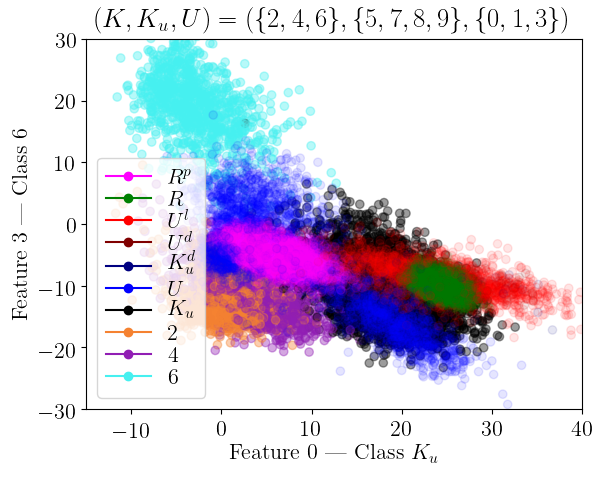 (K, K_u, U) = ({2, 4, 6}, {5, 7, 8, 9}, {0, 1, 3})
30
20
10
0
−10
−20
−30
Feature 3 — Class 6
R^p
R
U^l
U^d
K_u^d
U
K_u
2
4
6
−10
0
10
20
30
40
Feature 0 — Class K_u